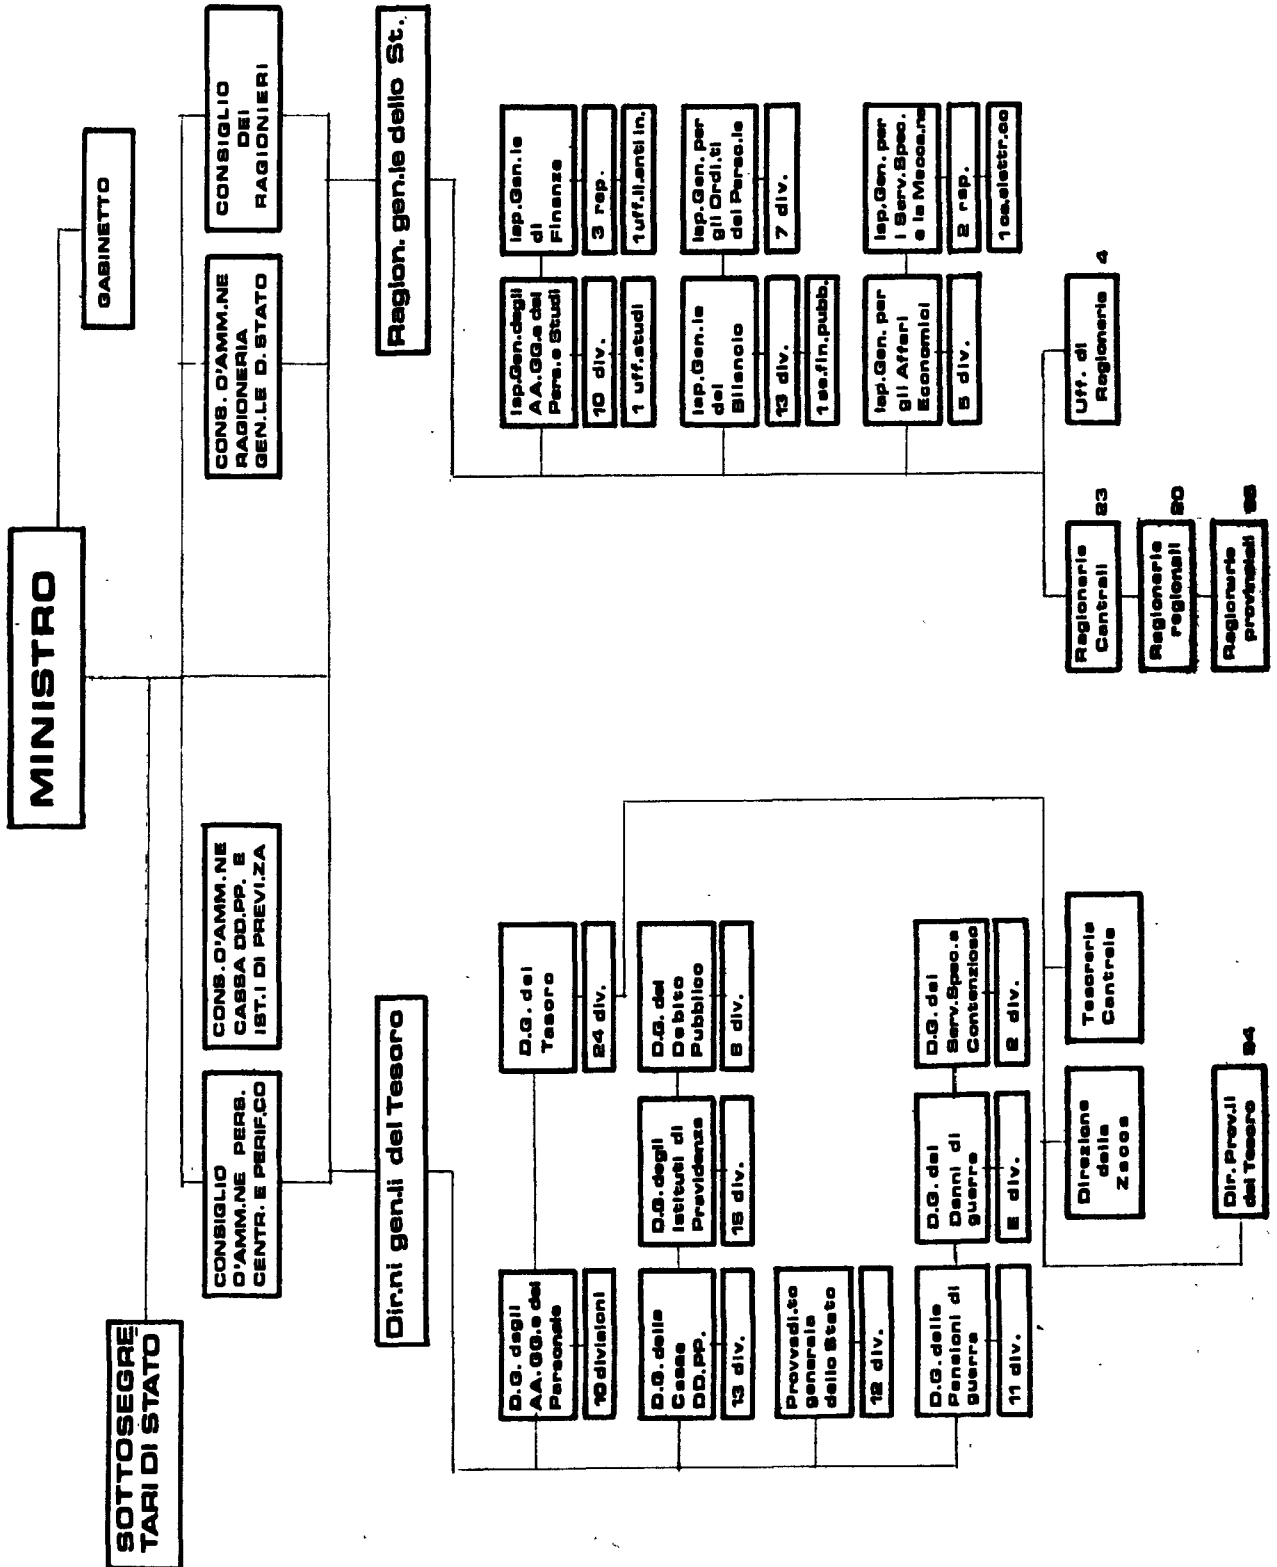 MINISTRO
GABINETTO
SOTTOSEGRE
TARI DI STATO
CONSIGLIO
D'AMM.NE PERS.
CENTR. E PERIF.CO
CONS.D'AMM.NE
CASSA DD.PP. E
IST.I DI PREVI.ZA
CONS. D'AMM.NE
RAGIONERIA
GEN.LE D.STATO
CONSIGLIO
DEI
RAGIONIERI
Dir.ni gen.li del Tesoro
Ragion. gen.le dello St.
D.G. degli
AA.GG.e del
Personale
10 divisioni
D.G. del
Tesoro
24 div.
D.G. della
Cassa
DD.PP.
13 div.
D.G. degli
Istituti di
Previdenza
15 div.
D.G. del
Debito
Pubblico
Provvedi.to
generale
dello Stato
12 div.
D.G. delle
Pensioni di
guerra
11 div.
D.G. dei
Danni di
guerra
div.
D.G. dei
Serv.Spec.e
Contenzioso
2 div.
Direzione
della
Zecca
Tesoreria
Centrale
Dir. Prov.li
del Tesoro
94
Isp.Gen.degli
AA.GG.e del
Pers.e Studi
10 div.
1 uff.studi
Isp.Gen.le
di
Finanza
3 rep.
1 uff.li.enti in.
Isp.Gen.le
del
Bilancio
13 div.
1 se.fin.pubb.
Isp.Gen. per
gli Ordi.ti
del Perso.le
7 div.
Isp.Gen. per
gli Affari
Economici
5 div.
Isp.Gen. per
i Serv.Spec.
e la Mecca.ne
2 rep.
1 ce.elettr.co
Ragionerie
Centrali
23
Uff. di
Ragioneria
4
Ragionerie
regionali
20
Ragionerie
provinciali